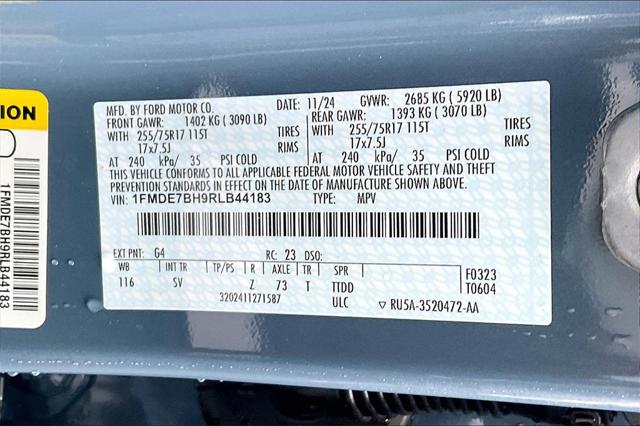 MFD. BY FORD MOTOR CO.
DATE: 11/24 GVWR: 2685 KG ( 5920 LB)
FRONT GAWR: 1402 KG ( 3090 LB) REAR GAWR: 1393 KG ( 3070 LB)
WITH 255/75R17 115T TIRES WITH 255/75R17 115T TIRES
17x7.5J RIMS 17x7.5J RIMS
AT 240 kPa/ 35 PSI COLD AT 240 kPa/ 35 PSI COLD
THIS VEHICLE CONFORMS TO ALL APPLICABLE FEDERAL MOTOR VEHICLE SAFETY AND THEFT
PREVENTION STANDARDS IN EFFECT ON THE DATE OF MANUFACTURE SHOWN ABOVE.
VIN: 1FMDE7BH9RLB44183 TYPE: MPV
EXT PNT: G4 RC: 23 DSO:
WB INT TR TP/PS R AXLE TR SPR F0323
116 SV Z 73 T TTDD T0604
3202411271587 ULC RU5A-3520472-AA
TION
1FMDE7BH9RLB44183